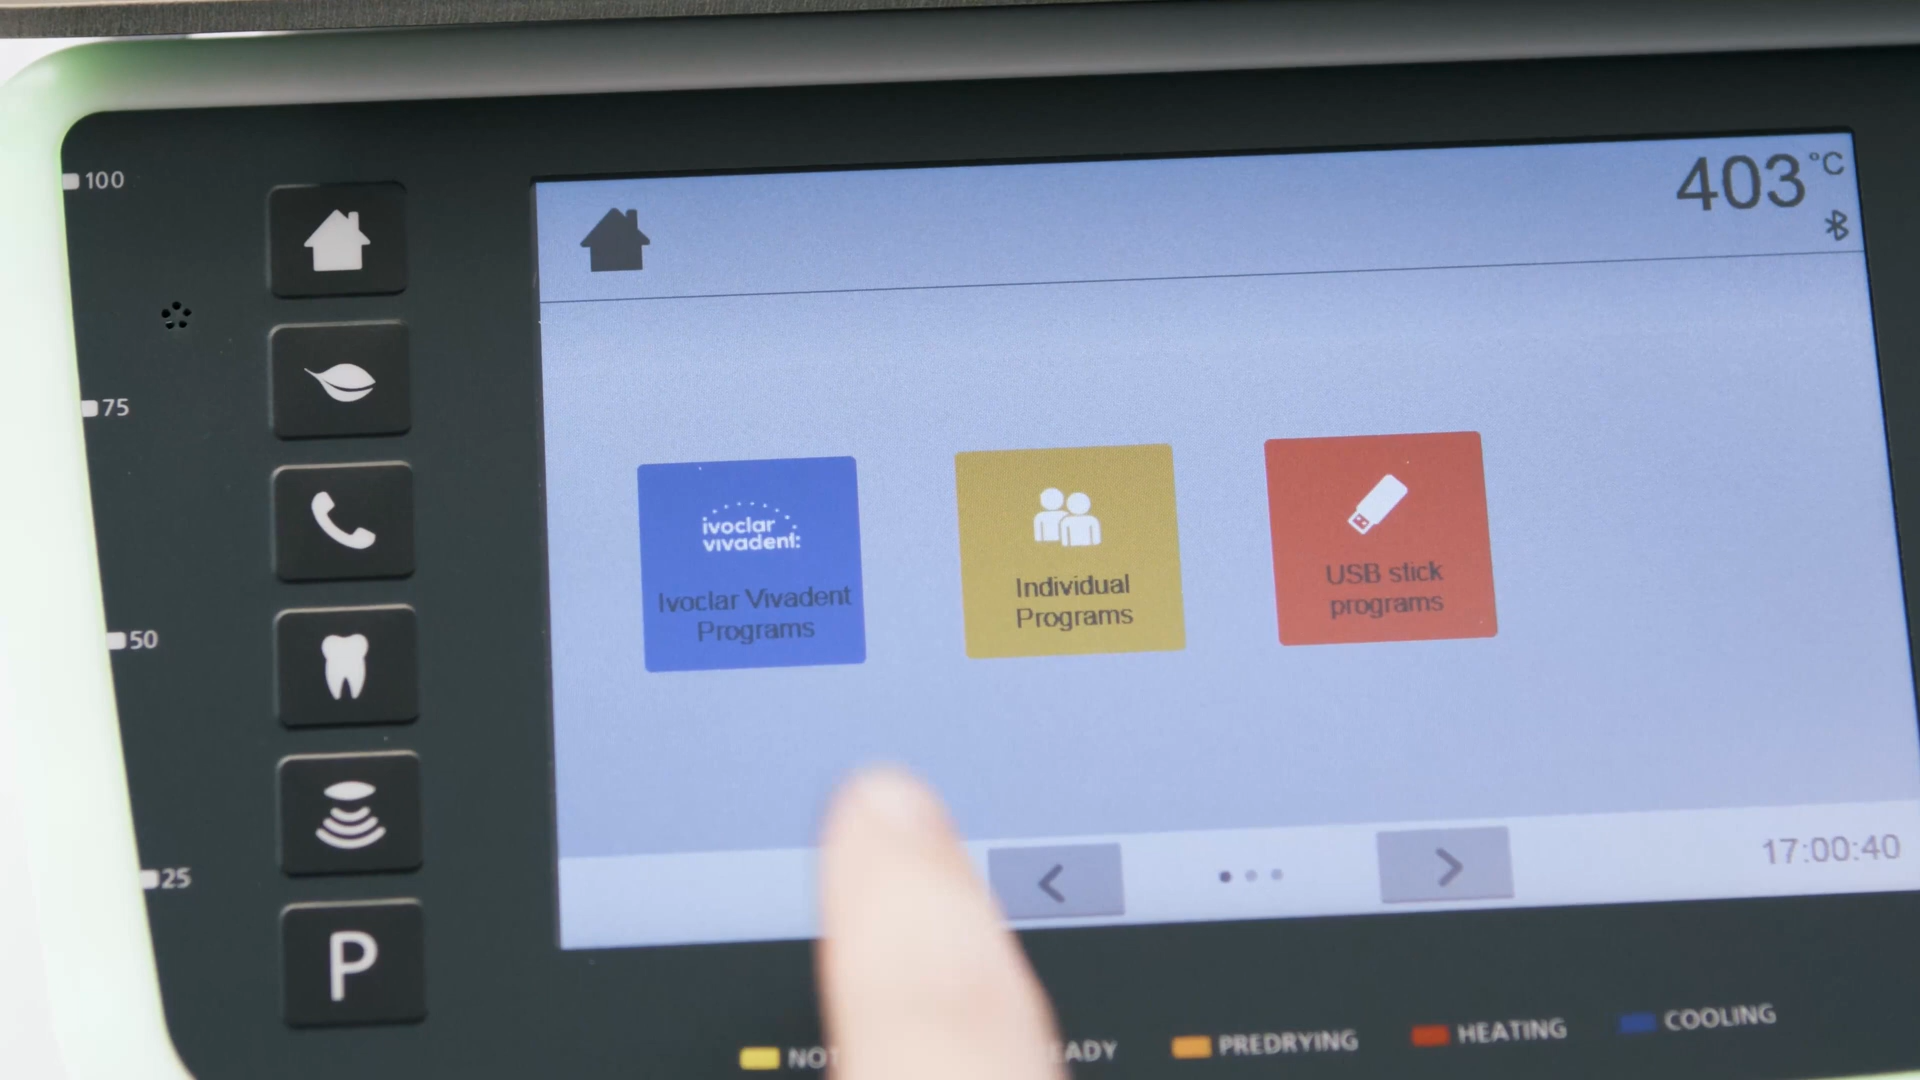 100
75
50
25
P
403 °C
ivoclar
vivadent:
Ivoclar Vivadent
Programs
Individual
Programs
USB stick
programs
17:00:40
PREDRYING
HEATING
COOLING